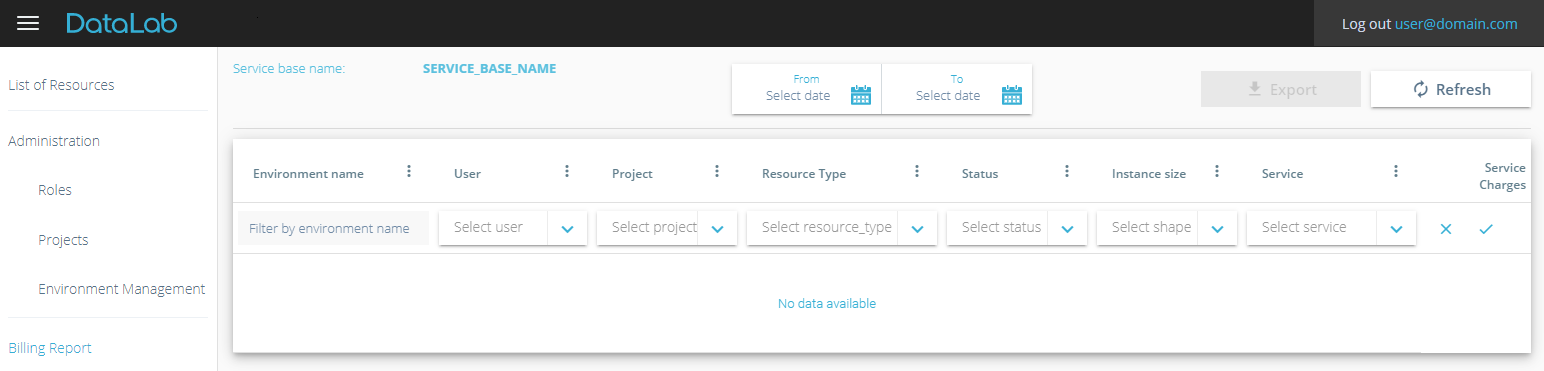 DataLab
Log out user@domain.com
List of Resources
Administration
Roles
Projects
Environment Management
Billing Report
Service base name: SERVICE_BASE_NAME
From
Select date
To
Select date
Export
Refresh
Environment name User Project Resource Type Status Instance size Service Service Charges
Filter by environment name Select user Select project Select resource_type Select status Select shape Select service
No data available